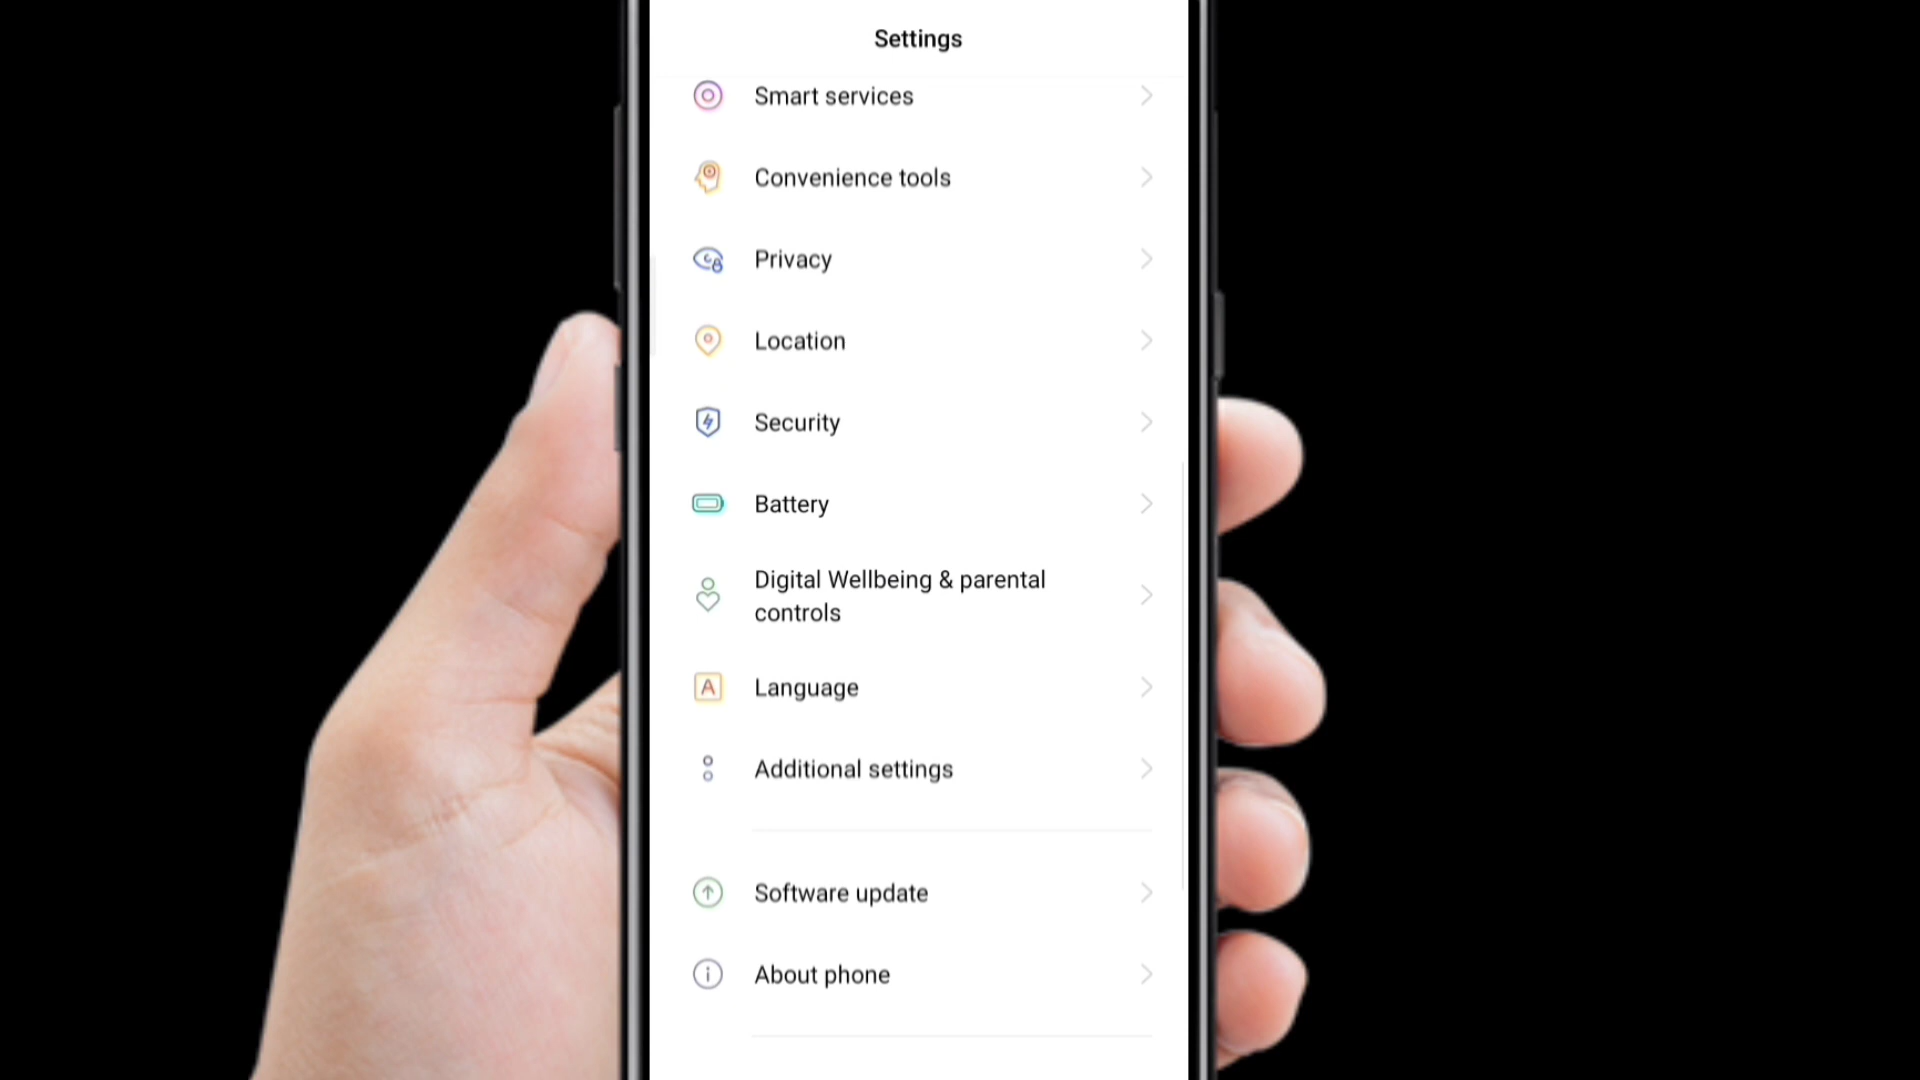 Settings
Smart services
Convenience tools
Privacy
Location
Security
Battery
Digital Wellbeing & parental
controls
A Language
Additional settings
Software update
About phone